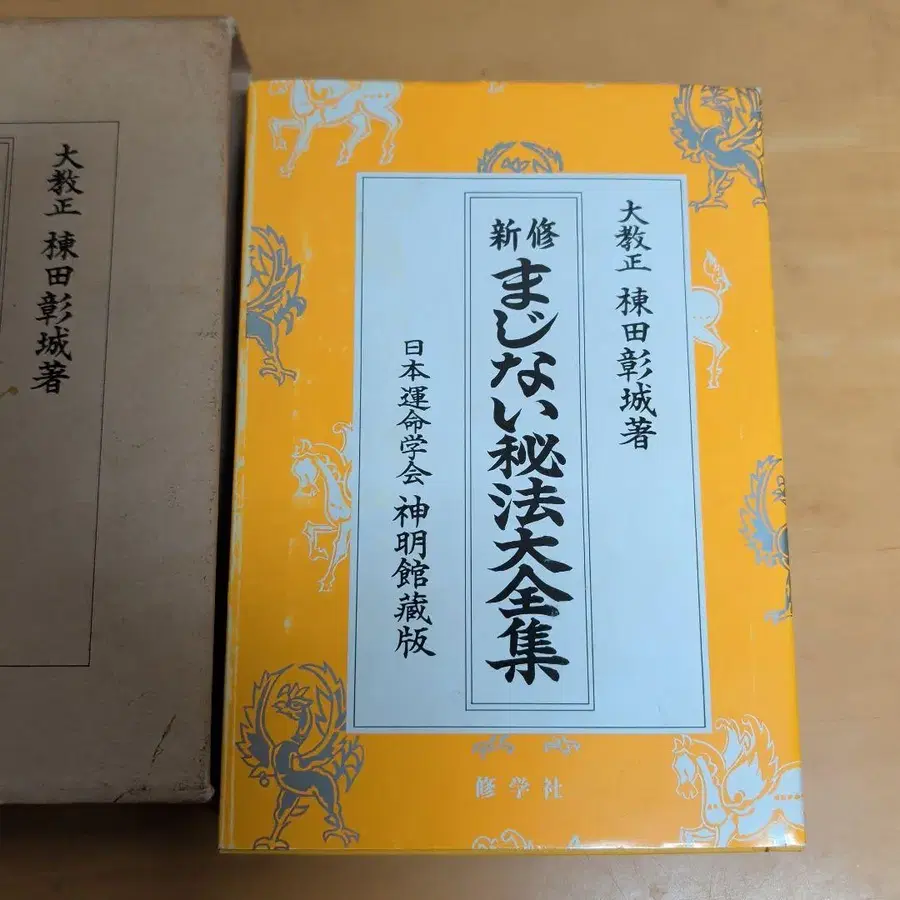 大教正 棟田彰城著
新修
まじない秘法大全集
日本運命学会 神明館蔵版
修学社
大教正 棟田彰城著